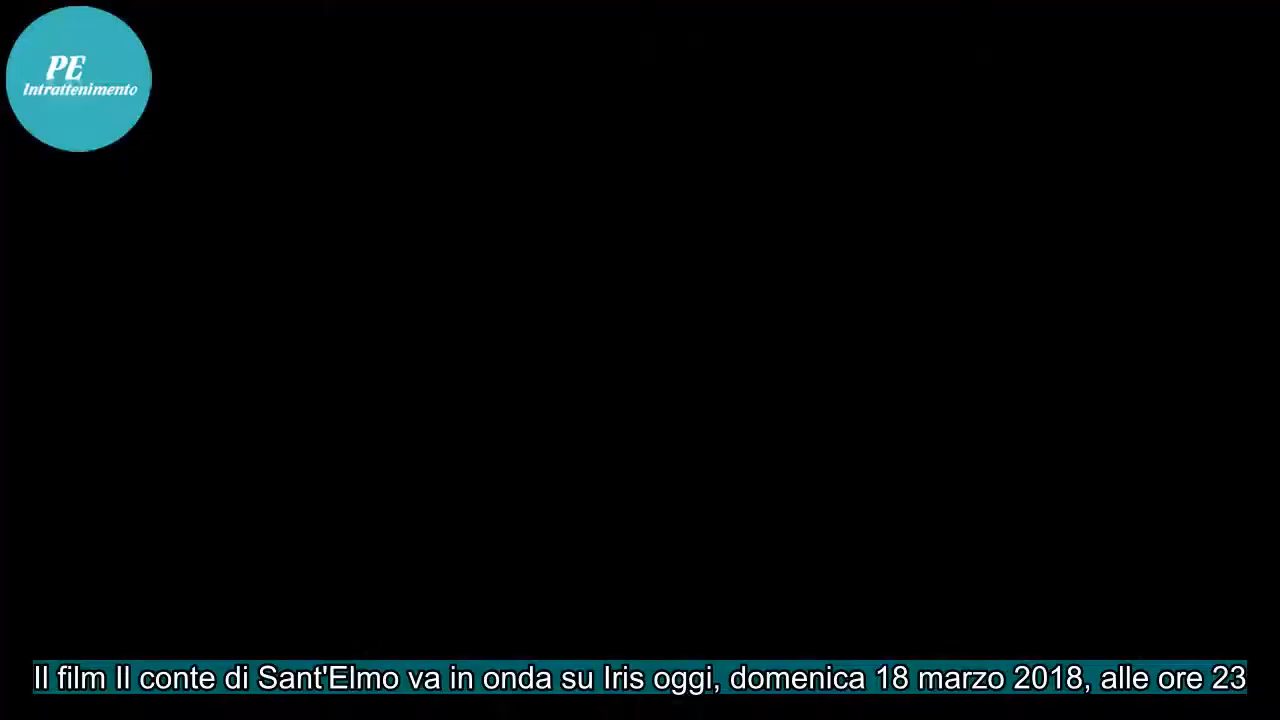 PE
Intrattenimento
Il film Il conte di Sant'Elmo va in onda su Iris oggi, domenica 18 marzo 2018, alle ore 23